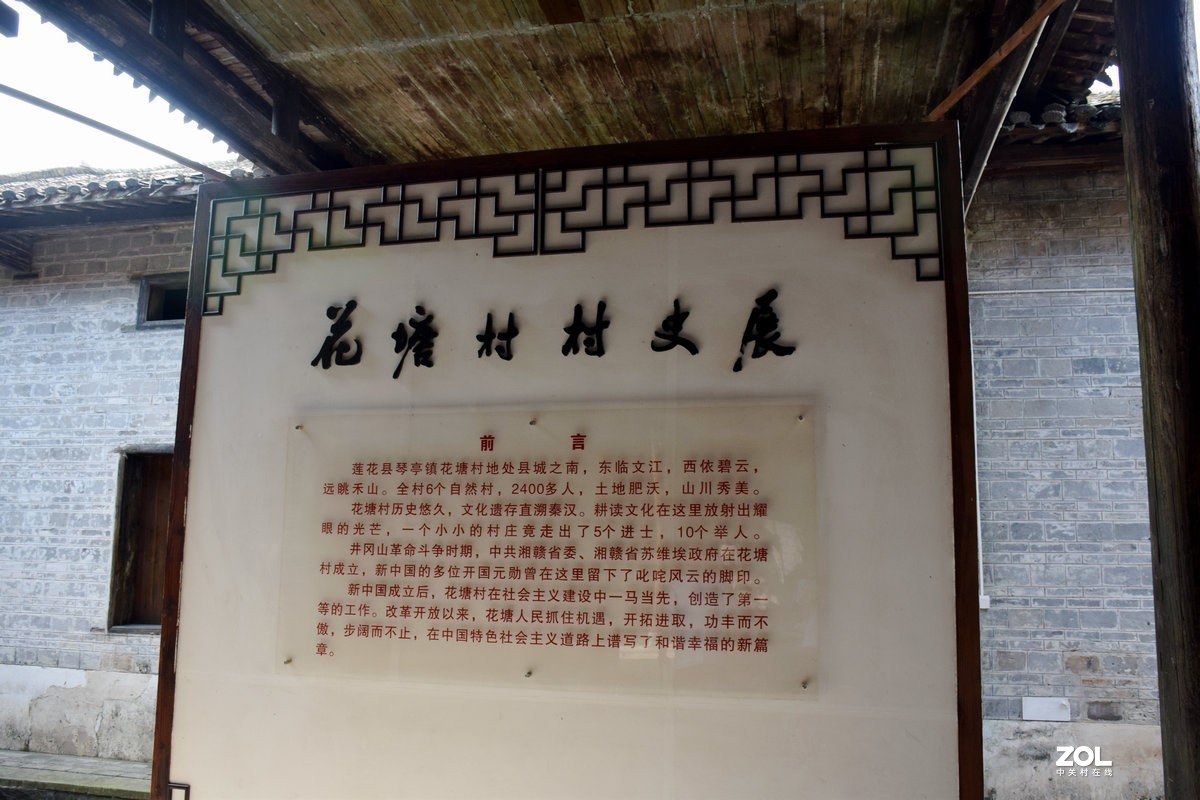 花塘村村史展
前言
莲花县琴亭镇花塘村地处县城之南，东临文江，西依碧云，
远眺禾山。全村6个自然村，2400多人，土地肥沃，山川秀美。
花塘村历史悠久，文化遗存直溯秦汉。耕读文化在这里放射出耀
眼的光芒，一个小小的村庄竟走出了5个进士，10个举人。
井冈山革命斗争时期，中共湘赣省委、湘赣省苏维埃政府在花塘
村成立，新中国的多位开国元勋曾在这里留下了叱咤风云的脚印。
新中国成立后，花塘村在社会主义建设中一马当先，创造了第一
等的工作。改革开放以来，花塘人民抓住机遇，开拓进取，功丰而不
傲，步阔而不止，在中国特色社会主义道路上谱写了和谐幸福的新篇
章。
ZOL
中关村在线